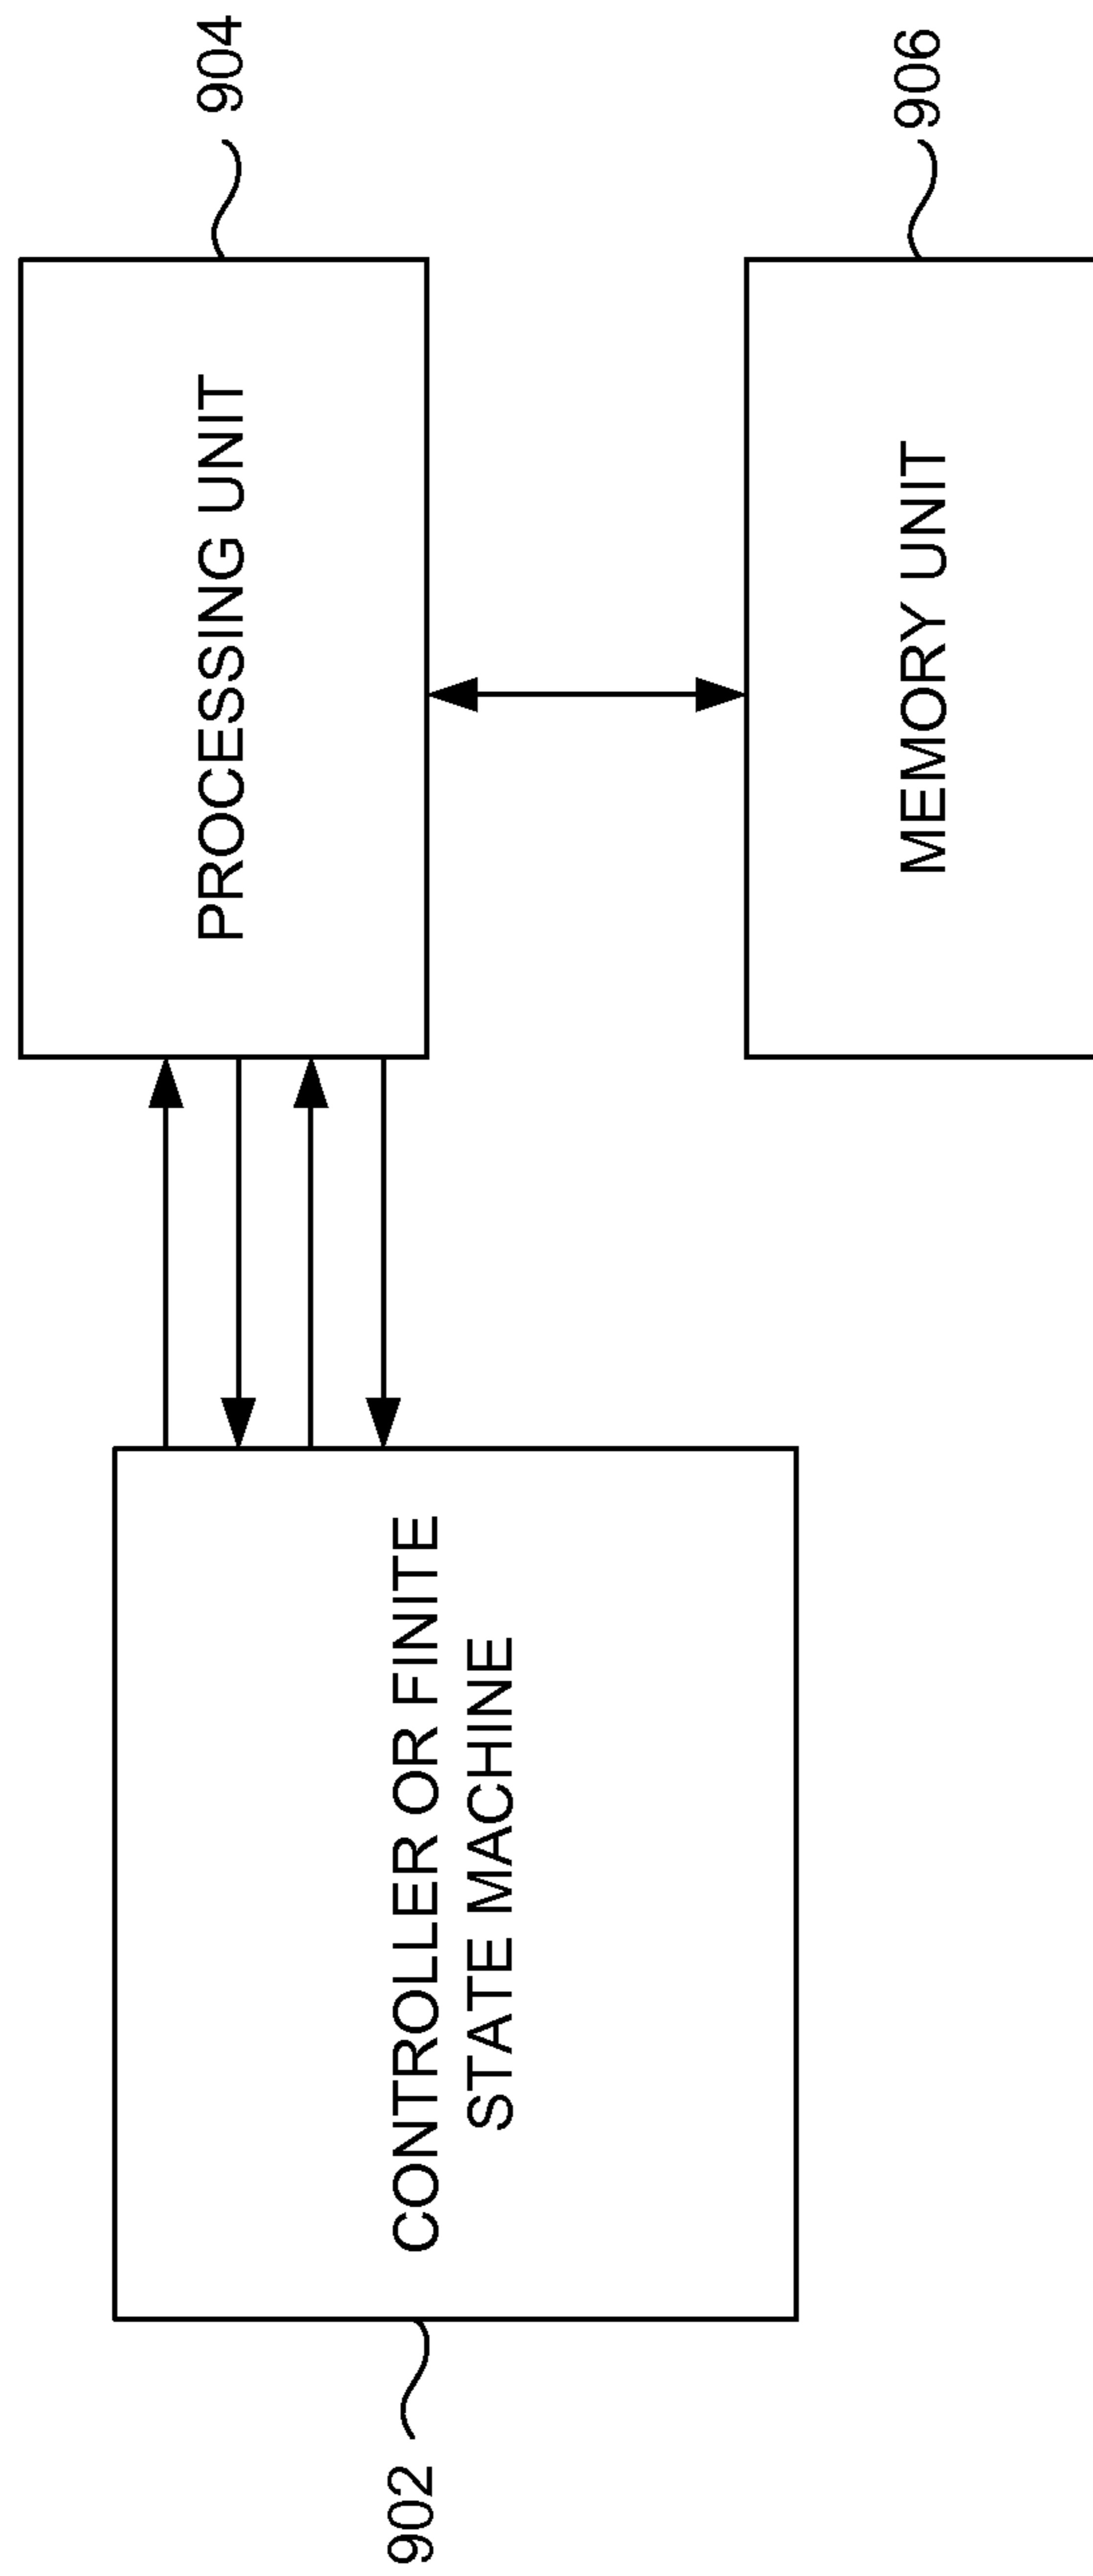 904
PROCESSING UNIT
906
MEMORY UNIT
CONTROLLER OR FINITE
STATE MACHINE
902